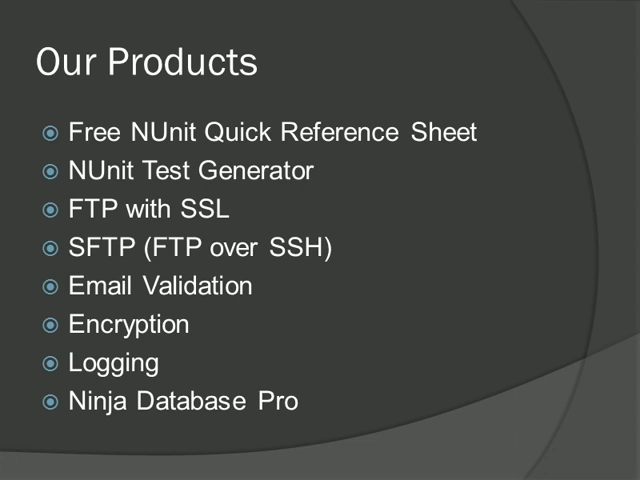 Our Products
Free NUnit Quick Reference Sheet
NUnit Test Generator
FTP with SSL
SFTP (FTP over SSH)
Email Validation
Encryption
Logging
Ninja Database Pro